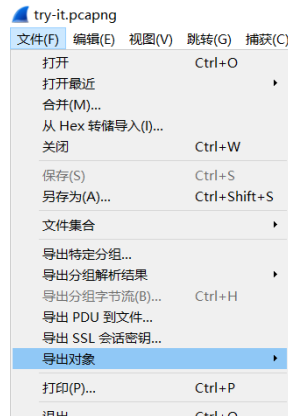 try-it.pcapng
文件(F) 编辑(E) 视图(V) 跳转(G) 捕获(C)
打开 Ctrl+O
打开最近
合并(M)...
从 Hex 转储导入(I)...
关闭 Ctrl+W
保存(S) Ctrl+S
另存为(A)... Ctrl+Shift+S
文件集合
导出特定分组...
导出分组解析结果
导出分组字节流(B)... Ctrl+H
导出 PDU 到文件...
导出 SSL 会话密钥...
导出对象
打印(P)... Ctrl+P
退出 Ctrl+Q